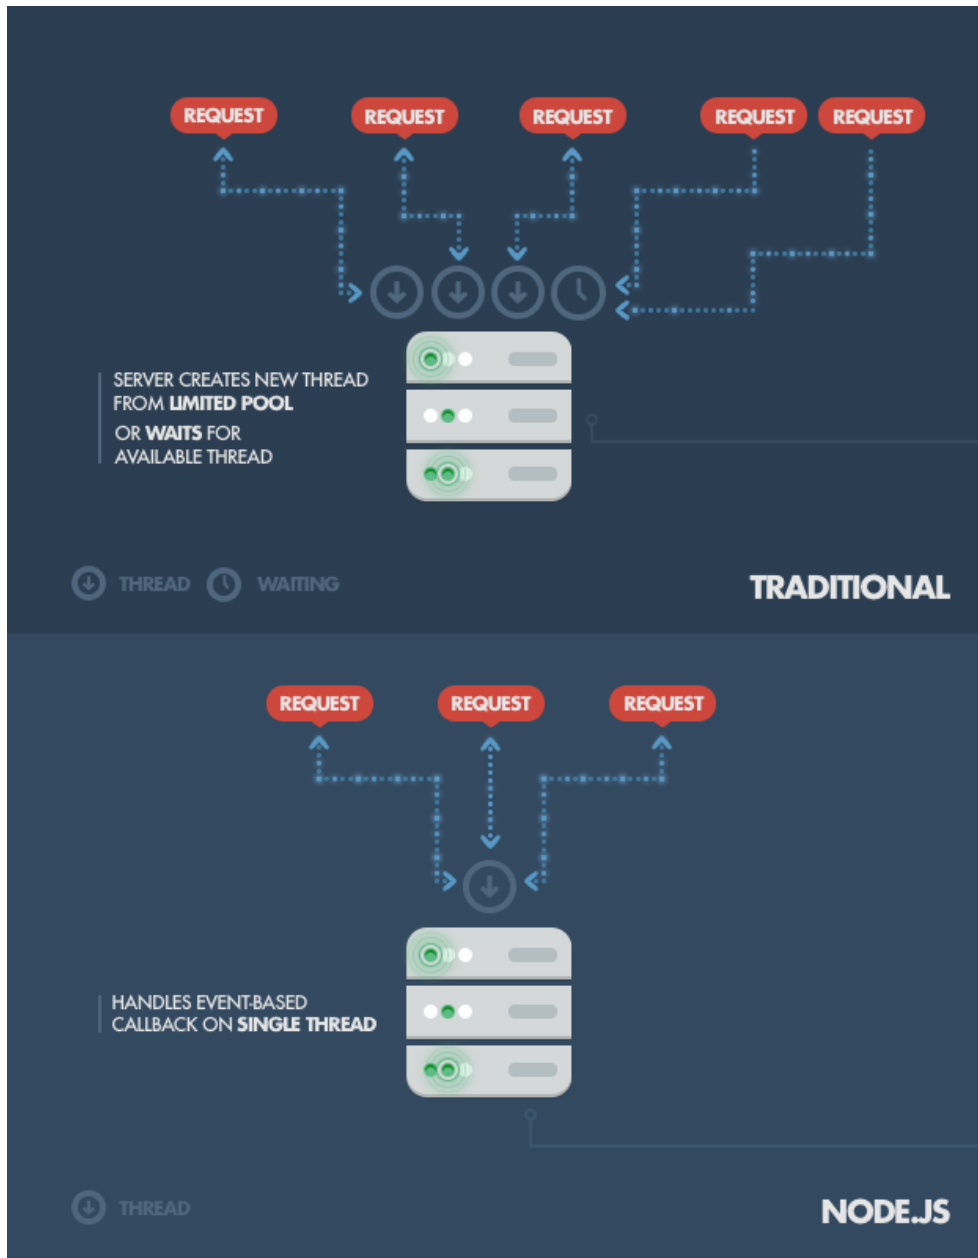 REQUEST REQUEST REQUEST REQUEST REQUEST
SERVER CREATES NEW THREAD
FROM LIMITED POOL
OR WAITS FOR
AVAILABLE THREAD
THREAD WAITING
TRADITIONAL
REQUEST REQUEST REQUEST
HANDLES EVENT-BASED
CALLBACK ON SINGLE THREAD
THREAD
NODE.JS